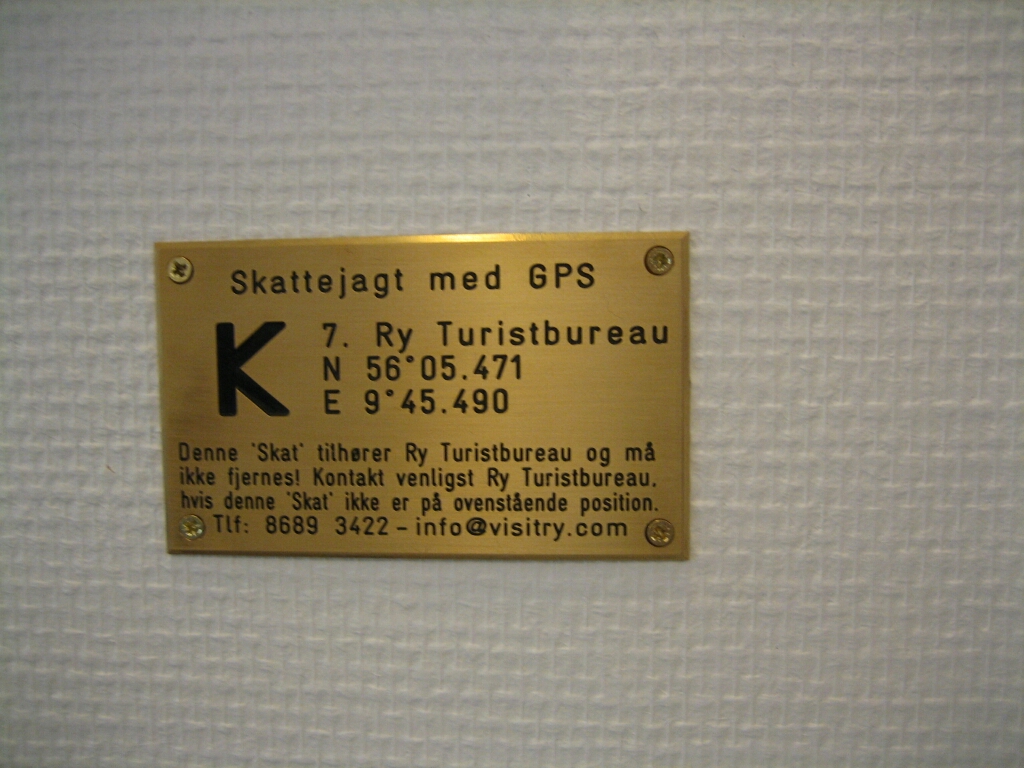 Skattejagt med GPS
K
7. Ry Turistbureau
N 56°05.471
E 9°45.490
Denne 'Skat' tilhører Ry Turistbureau og må
ikke fjernes! Kontakt venligst Ry Turistbureau,
hvis denne 'Skat' ikke er på ovenstående position.
Tlf: 8689 3422 - info@visitry.com